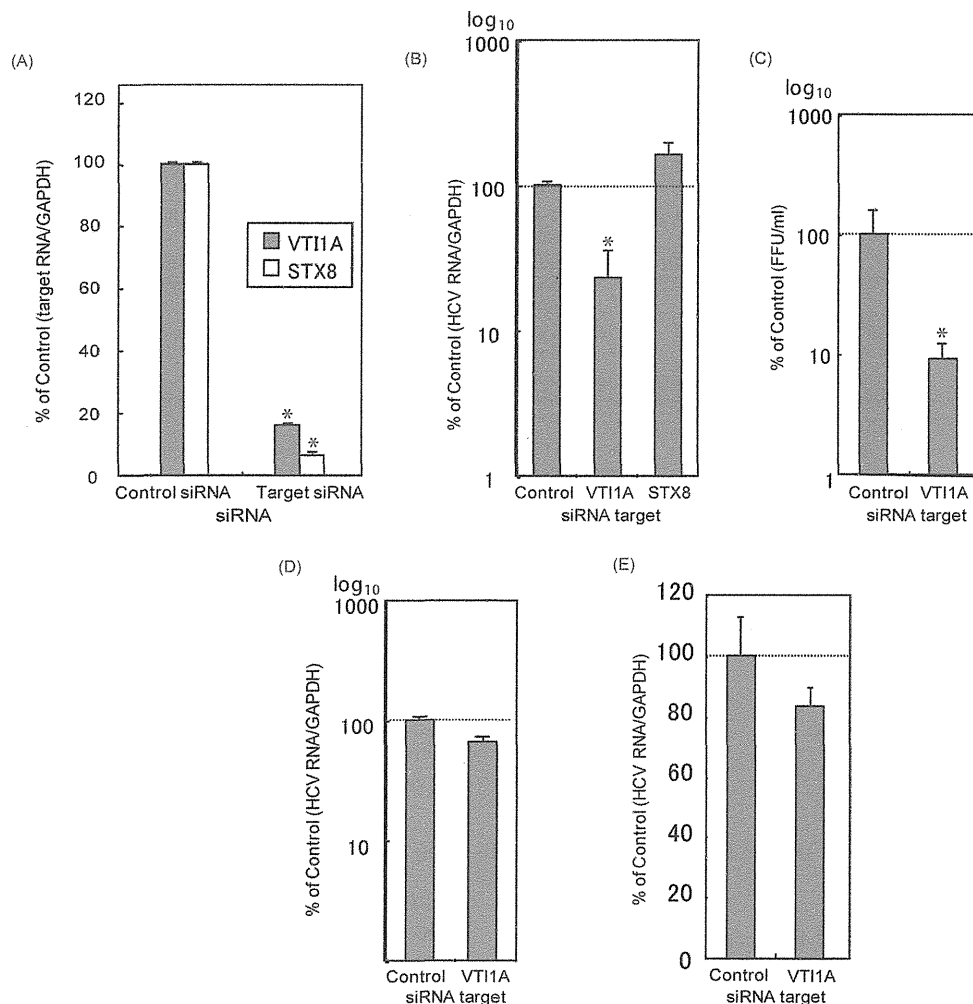 (A)
% of Control (target RNA/GAPDH)
120
100
80
60
40
20
0
VTI1A
STX8
*
*
Control siRNA Target siRNA
siRNA
(B)
log10
% of Control (HCV RNA/GAPDH)
1000
100
10
1
*
Control VTI1A STX8
siRNA target
(C)
log10
% of Control (FFU/ml)
1000
100
10
1
*
Control VTI1A
siRNA target
(D)
log10
% of Control (HCV RNA/GAPDH)
1000
100
10
Control VTI1A
siRNA target
(E)
% of Control (HCV RNA/GAPDH)
120
100
80
60
40
20
0
Control VTI1A
siRNA target